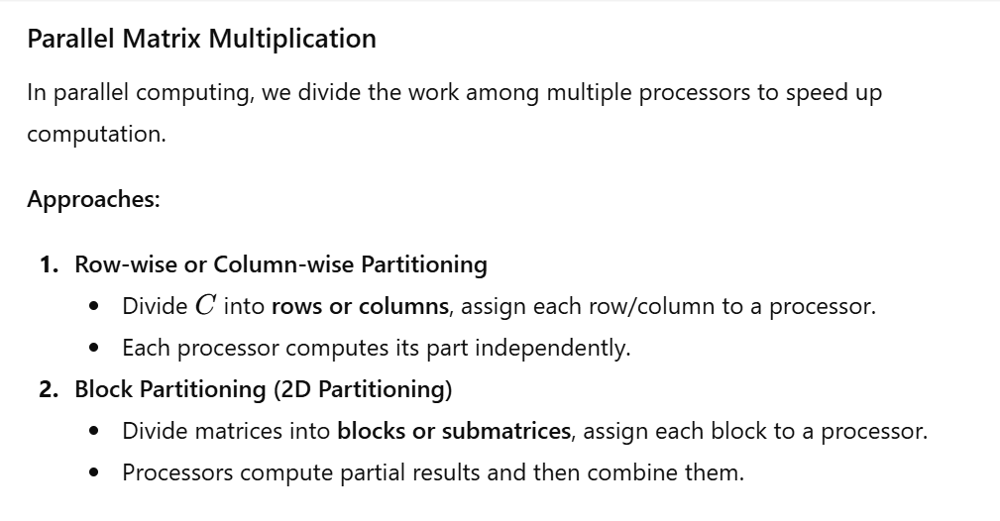 Parallel Matrix Multiplication
In parallel computing, we divide the work among multiple processors to speed up
computation.
Approaches:
1. Row-wise or Column-wise Partitioning
• Divide C into rows or columns, assign each row/column to a processor.
• Each processor computes its part independently.
2. Block Partitioning (2D Partitioning)
• Divide matrices into blocks or submatrices, assign each block to a processor.
• Processors compute partial results and then combine them.